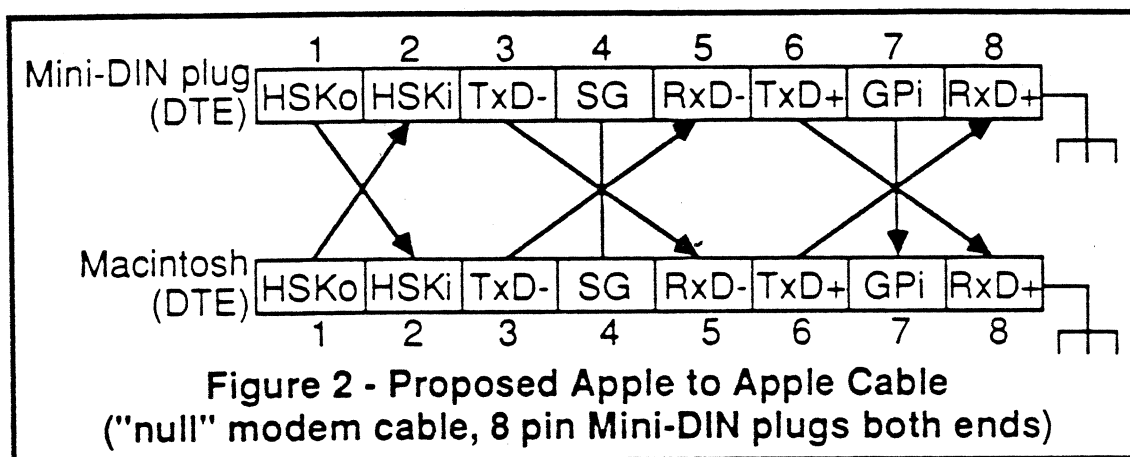 1 2 3 4 5 6 7 8
Mini-DIN plug
(DTE)
HSKo HSKi TxD- SG RxD- TxD+ GPi RxD+
Macintosh
(DTE)
HSKo HSKi TxD- SG RxD- TxD+ GPi RxD+
1 2 3 4 5 6 7 8
Figure 2 - Proposed Apple to Apple Cable
("null" modem cable, 8 pin Mini-DIN plugs both ends)